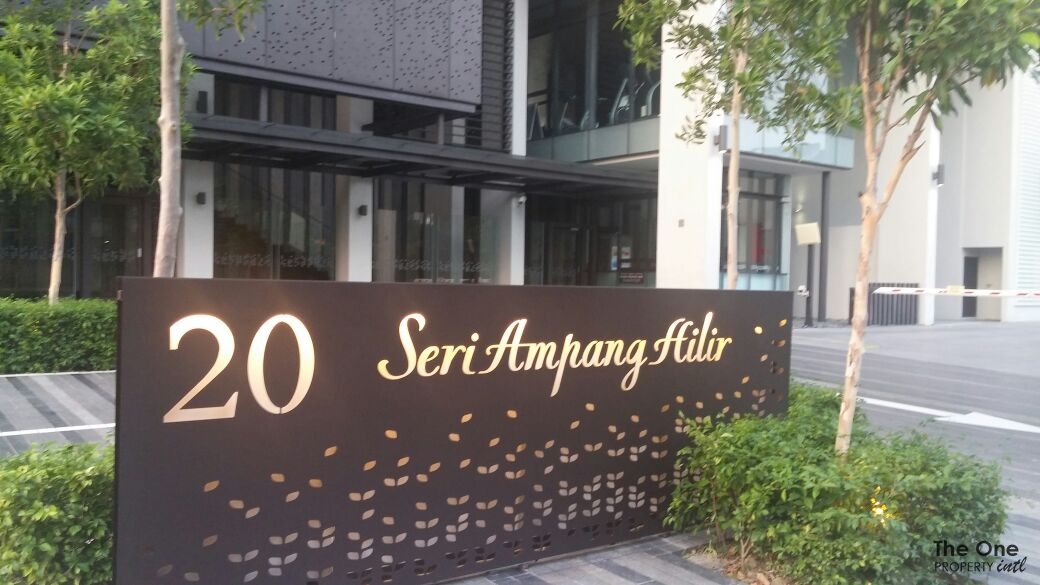 20 Seri Ampang Hilir
The One
PROPERTY intl